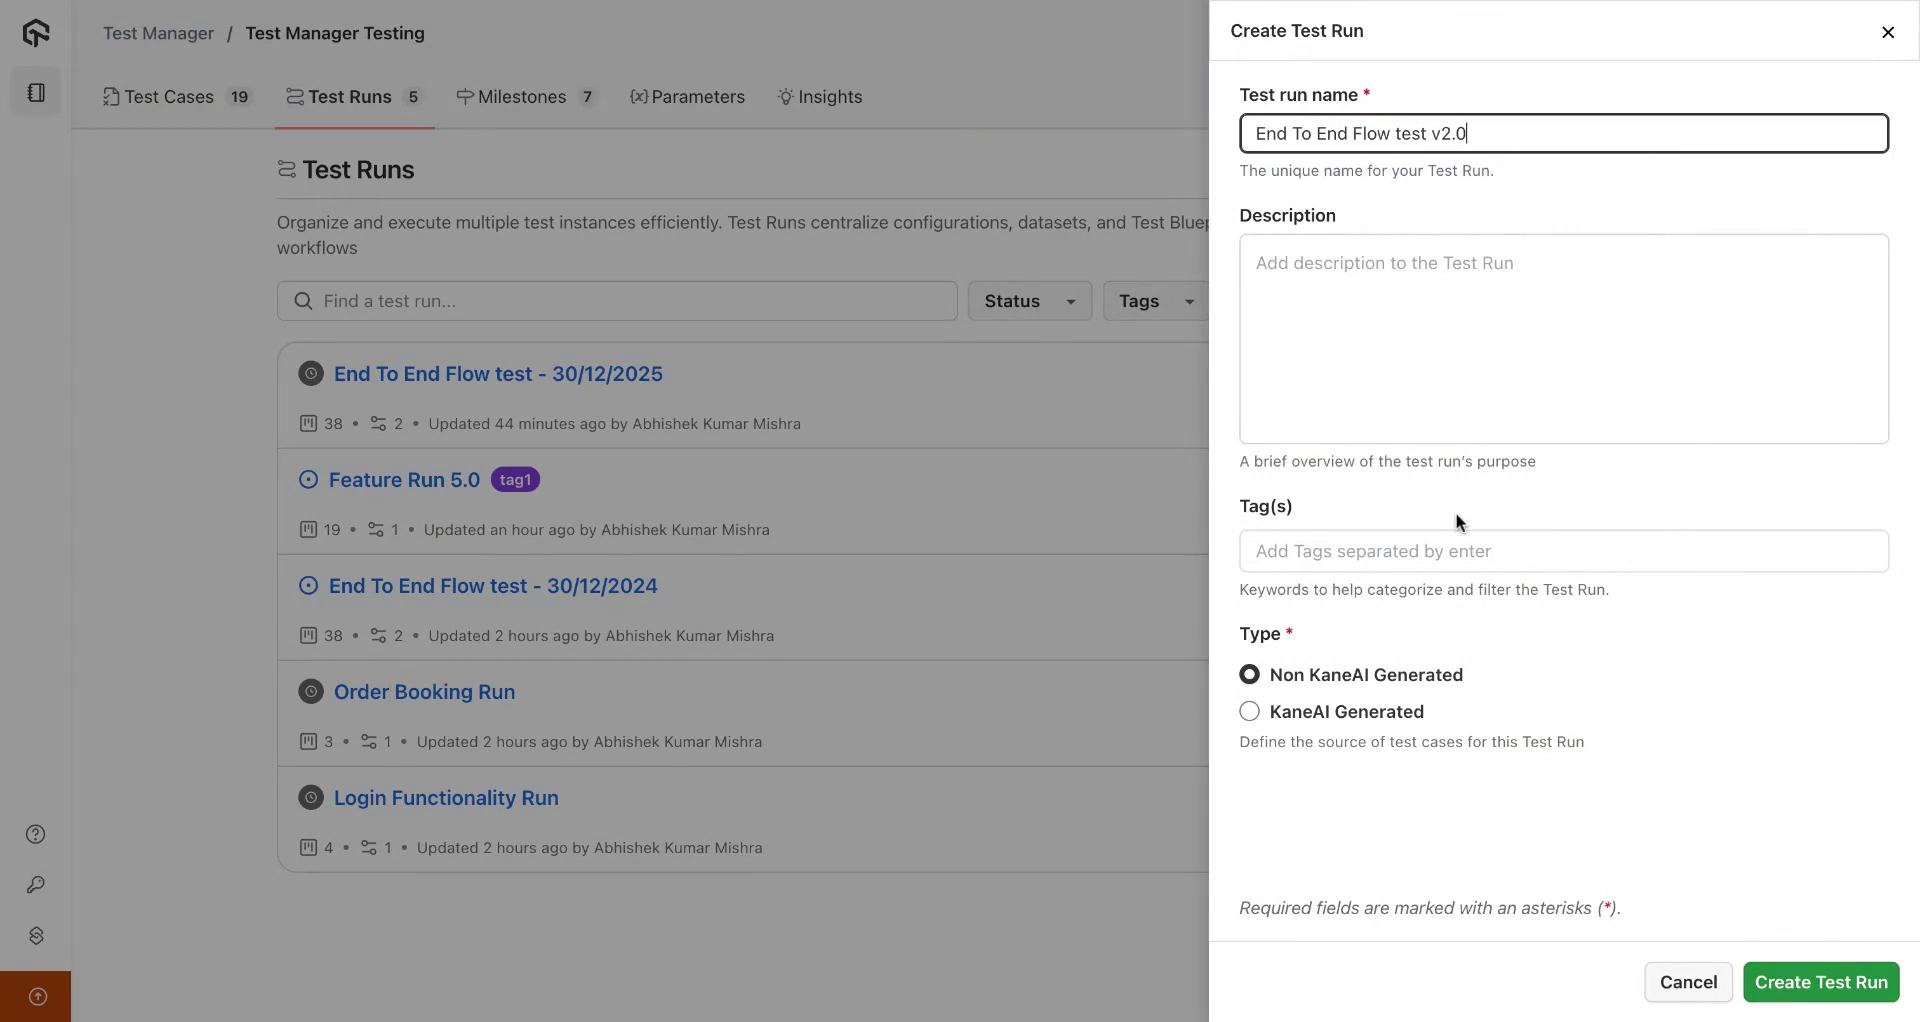 Test Manager / Test Manager Testing
Test Cases 19 Test Runs 5 Milestones 7 {x} Parameters Insights
Test Runs
Organize and execute multiple test instances efficiently. Test Runs centralize configurations, datasets, and Test
workflows
Find a test run...
Status
Tags
End To End Flow test - 30/12/2025
38 • 2 • Updated 44 minutes ago by Abhishek Kumar Mishra
Feature Run 5.0 tag1
19 • 1 • Updated an hour ago by Abhishek Kumar Mishra
End To End Flow test - 30/12/2024
38 • 2 • Updated 2 hours ago by Abhishek Kumar Mishra
Order Booking Run
3 • 1 • Updated 2 hours ago by Abhishek Kumar Mishra
Login Functionality Run
4 • 1 • Updated 2 hours ago by Abhishek Kumar Mishra
Create Test Run
Test run name *
End To End Flow test v2.0
The unique name for your Test Run.
Description
Add description to the Test Run
A brief overview of the test run's purpose
Tag(s)
Add Tags separated by enter
Keywords to help categorize and filter the Test Run.
Type *
Non KaneAI Generated
KaneAI Generated
Define the source of test cases for this Test Run
Required fields are marked with an asterisks (*).
Cancel
Create Test Run